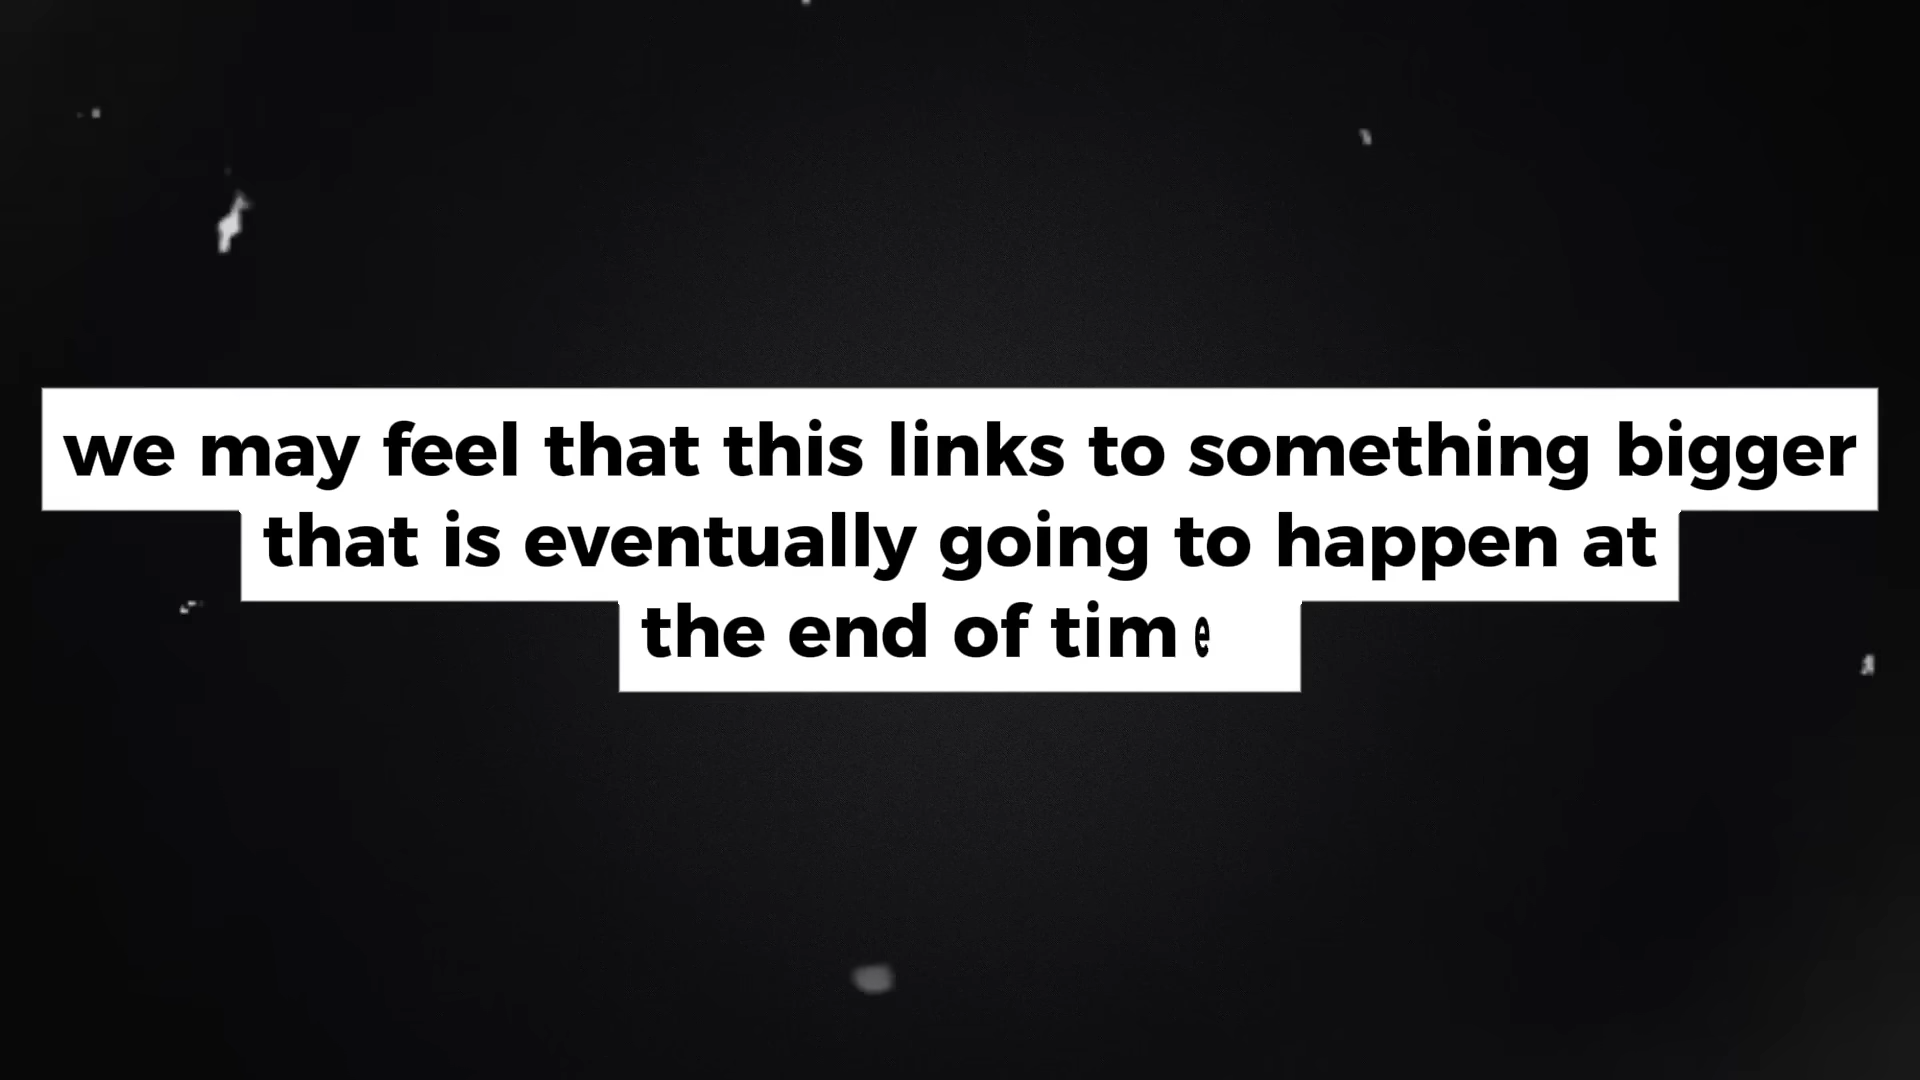 we may feel that this links to something bigger
that is eventually going to happen at
the end of time